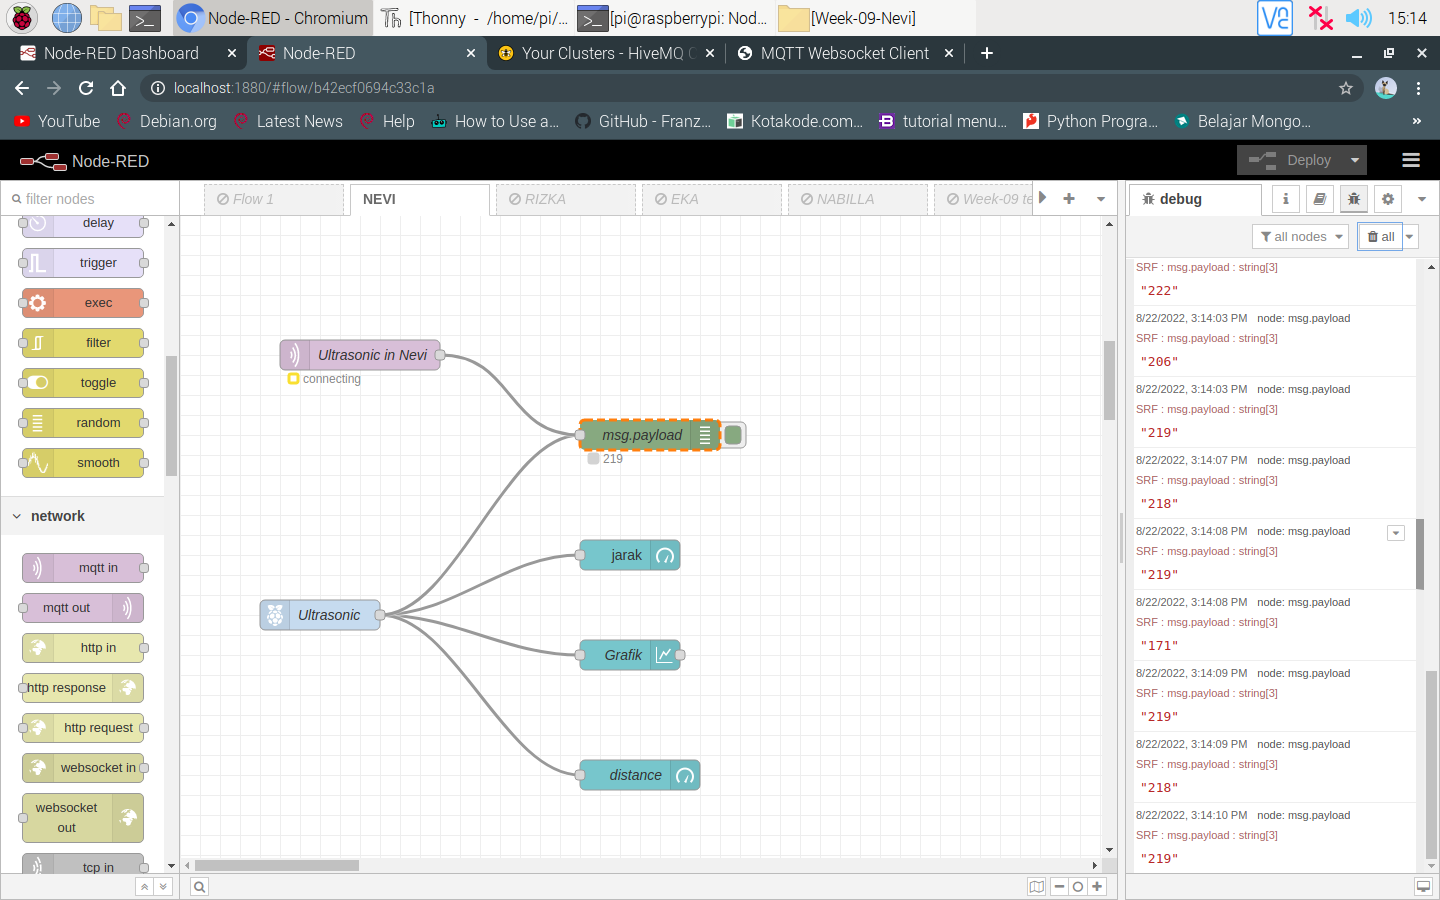 Node-RED - Chromium
[Thonny - /home/pi/...
[pi@raspberrypi: Nod...
[Week-09-Nevi]
15:14
Node-RED Dashboard
Node-RED
Your Clusters - HiveMQ C
MQTT Websocket Client
localhost:1880/#flow/b42ecf0694c33c1a
YouTube
Debian.org
Latest News
Help
How to Use a...
GitHub - Franz...
Kotakode.com...
tutorial menu...
Python Progra...
Belajar Mongo...
»
Node-RED
Deploy
filter nodes
Flow 1
NEVI
RIZKA
EKA
NABILLA
Week-09 te
debug
all nodes
all
delay
trigger
exec
filter
toggle
random
smooth
network
mqtt in
mqtt out
http in
http response
http request
websocket in
websocket
out
tcp in
Ultrasonic in Nevi
connecting
msg.payload
219
jarak
Ultrasonic
Grafik
distance
SRF : msg.payload : string[3]
"222"
8/22/2022, 3:14:03 PM node: msg.payload
SRF : msg.payload : string[3]
"206"
8/22/2022, 3:14:03 PM node: msg.payload
SRF : msg.payload : string[3]
"219"
8/22/2022, 3:14:07 PM node: msg.payload
SRF : msg.payload : string[3]
"218"
8/22/2022, 3:14:08 PM node: msg.payload
SRF : msg.payload : string[3]
"219"
8/22/2022, 3:14:08 PM node: msg.payload
SRF : msg.payload : string[3]
"171"
8/22/2022, 3:14:09 PM node: msg.payload
SRF : msg.payload : string[3]
"219"
8/22/2022, 3:14:09 PM node: msg.payload
SRF : msg.payload : string[3]
"218"
8/22/2022, 3:14:10 PM node: msg.payload
SRF : msg.payload : string[3]
"219"